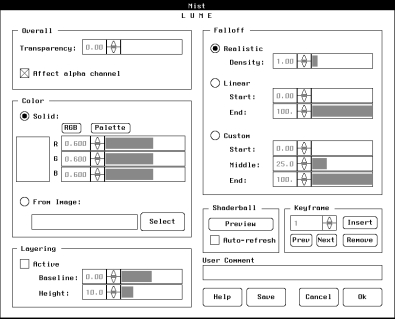 Mist
LUME
Overall
Transparency: 0.00
Affect alpha channel
Color
Solid:
RGB Palette
R 0.600
G 0.600
B 0.600
From Image:
Select
Layering
Active
Baseline: 0.00
Height: 10.0
Falloff
Realistic
Density: 1.00
Linear
Start: 0.00
End: 100.
Custom
Start: 0.00
Middle: 25.0
End: 100.
Shaderball
Preview
Auto-refresh
Keyframe
1 Insert
Prev Next Remove
User Comment
Help Save Cancel Ok